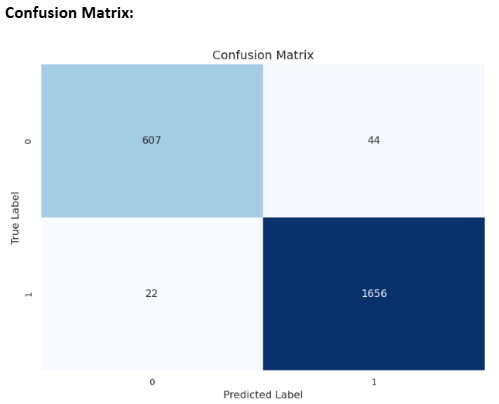 Confusion Matrix:
Confusion Matrix
True Label
0
607
44
1
22
1656
0
1
Predicted Label